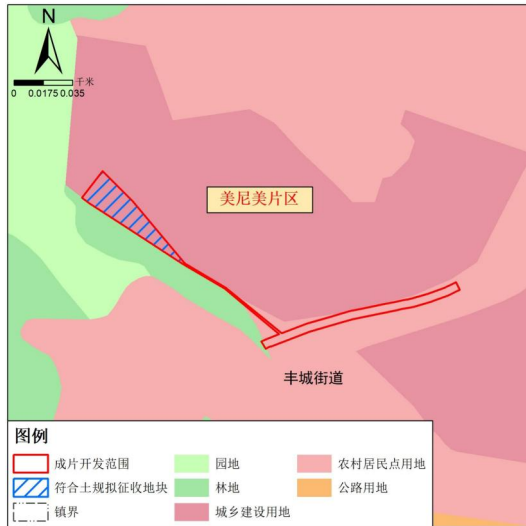 N
千米
0 0.0175 0.035
美尼美片区
丰城街道
图例
成片开发范围 园地 农村居民点用地
符合土规拟征收地块 林地 公路用地
镇界 城乡建设用地